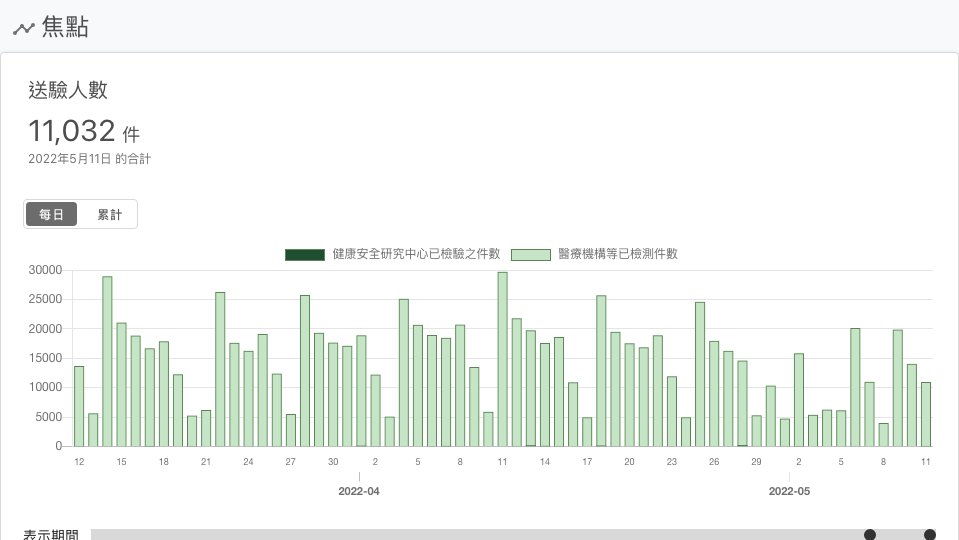 焦點
送驗人數
11,032 件
2022年5月11日 的合計
每日 累計
健康安全研究中心已檢驗之件數 醫療機構等已檢測件數
30000
25000
20000
15000
10000
5000
0
12 15 18 21 24 27 30 2 5 8 11 14 17 20 23 26 29 2 5 8 11
2022-04 2022-05
表示期間